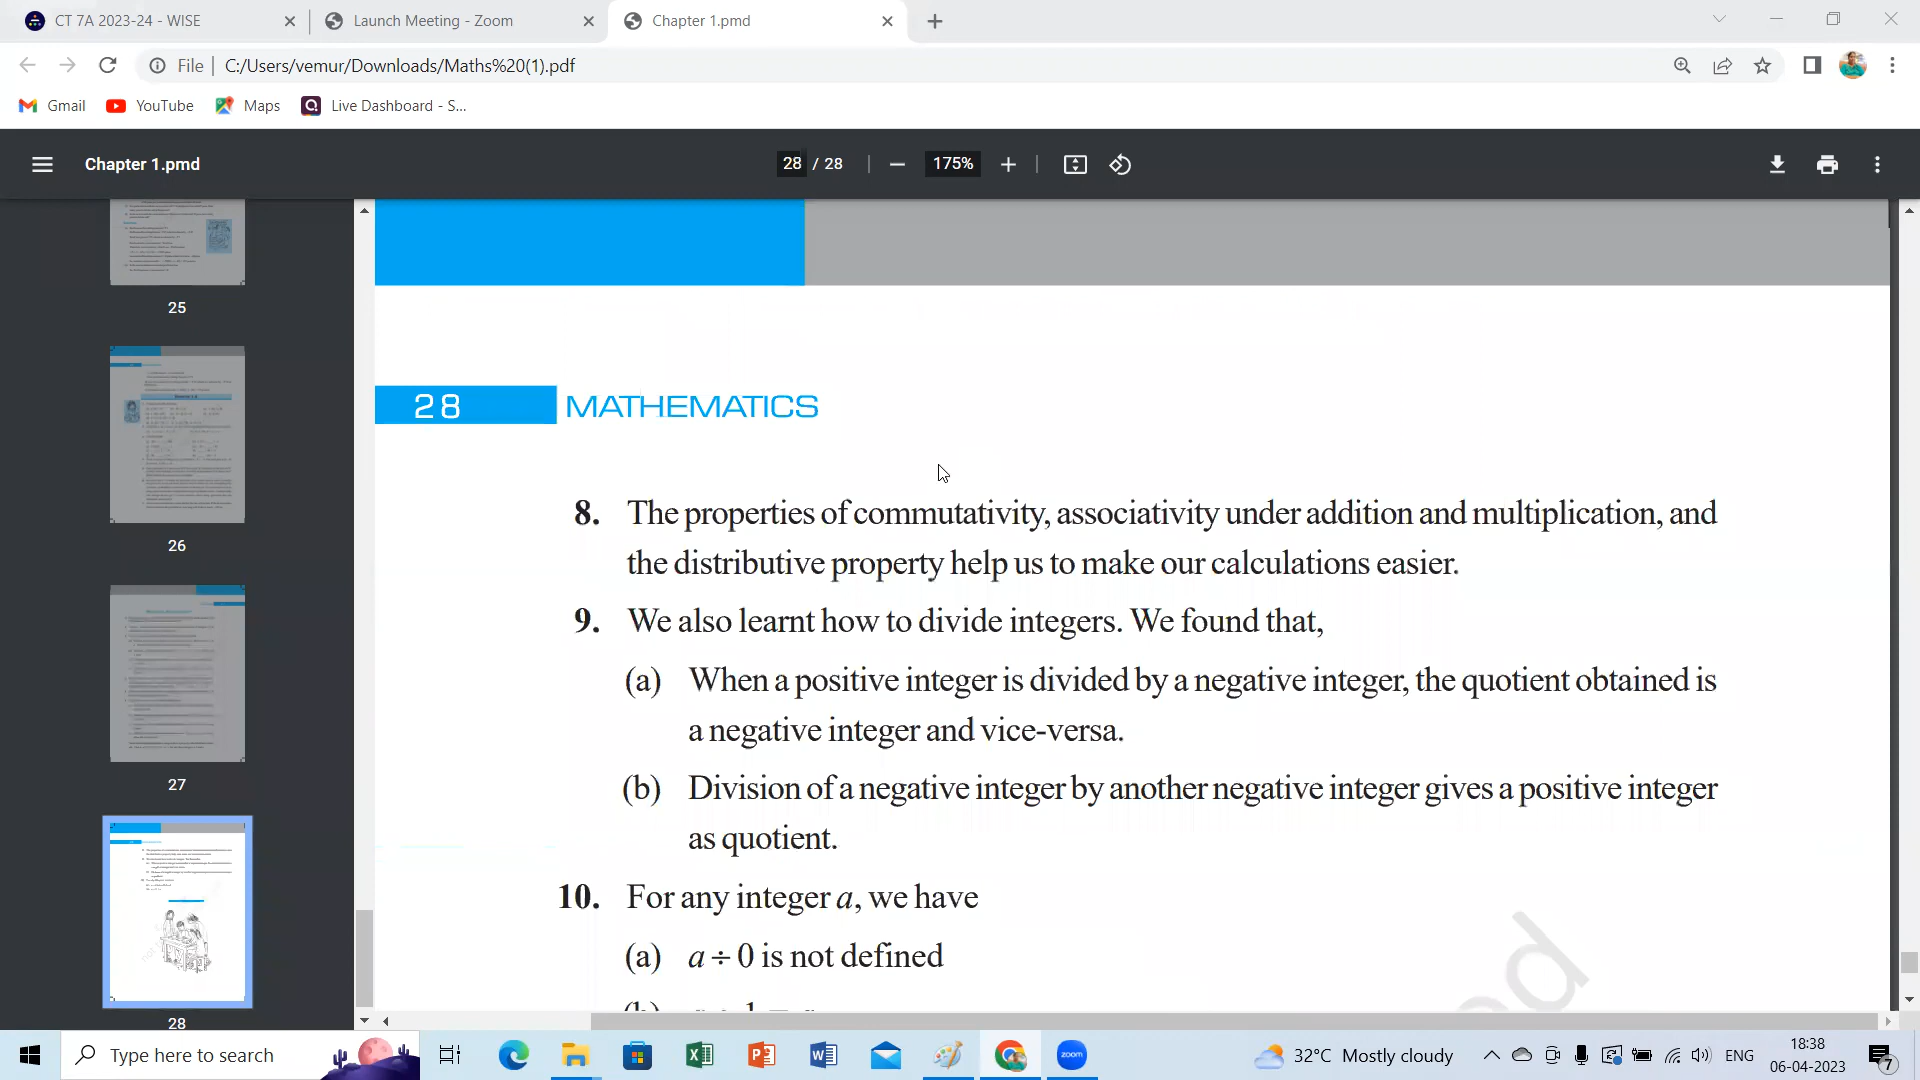 CT 7A 2023-24 - WISE
Launch Meeting - Zoom
Chapter 1.pmd
File
C:/Users/vemur/Downloads/Maths%20(1).pdf
Gmail
YouTube
Maps
Live Dashboard - S...
Chapter 1.pmd
28 / 28
175%
25
26
27
28
28 MATHEMATICS
8. The properties of commutativity, associativity under addition and multiplication, and
the distributive property help us to make our calculations easier.
9. We also learnt how to divide integers. We found that,
(a) When a positive integer is divided by a negative integer, the quotient obtained is
a negative integer and vice-versa.
(b) Division of a negative integer by another negative integer gives a positive integer
as quotient.
10. For any integer a, we have
(a) a ÷ 0 is not defined
Type here to search
zoom
32°C Mostly cloudy
ENG
18:38
06-04-2023
7